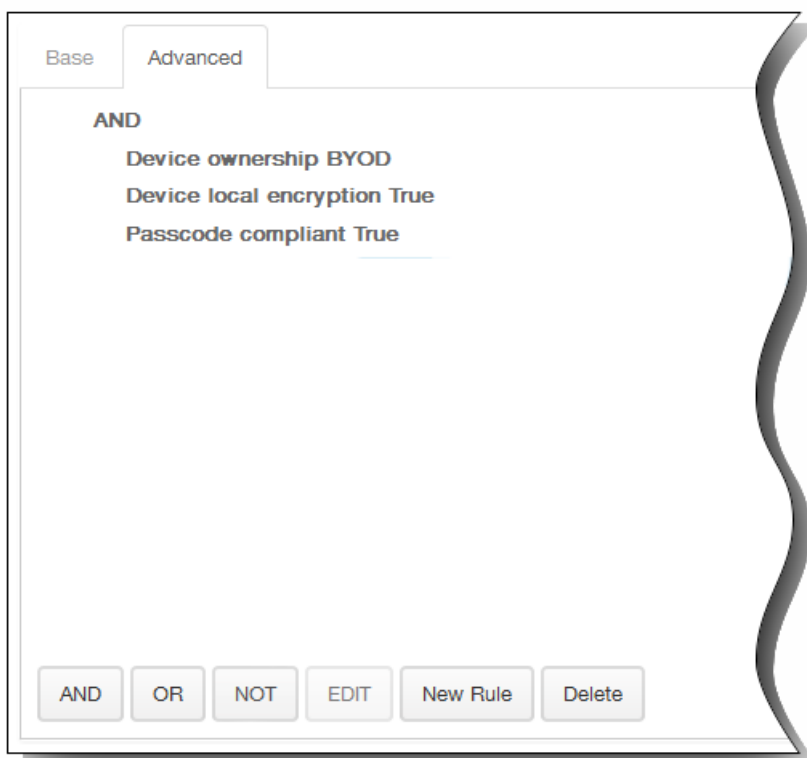 Base Advanced
AND
Device ownership BYOD
Device local encryption True
Passcode compliant True
AND OR NOT EDIT New Rule Delete